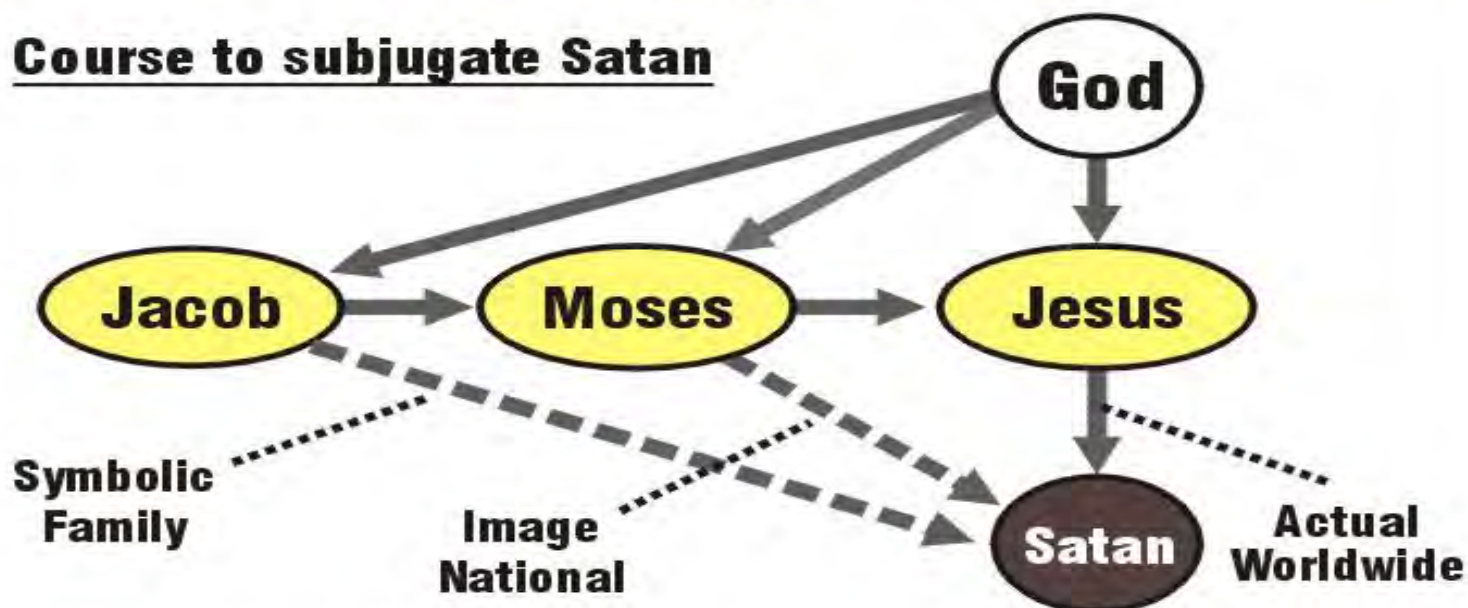 Course to subjugate Satan
God
Jacob
Moses
Jesus
Symbolic
Family
Image
National
Satan
Actual
Worldwide